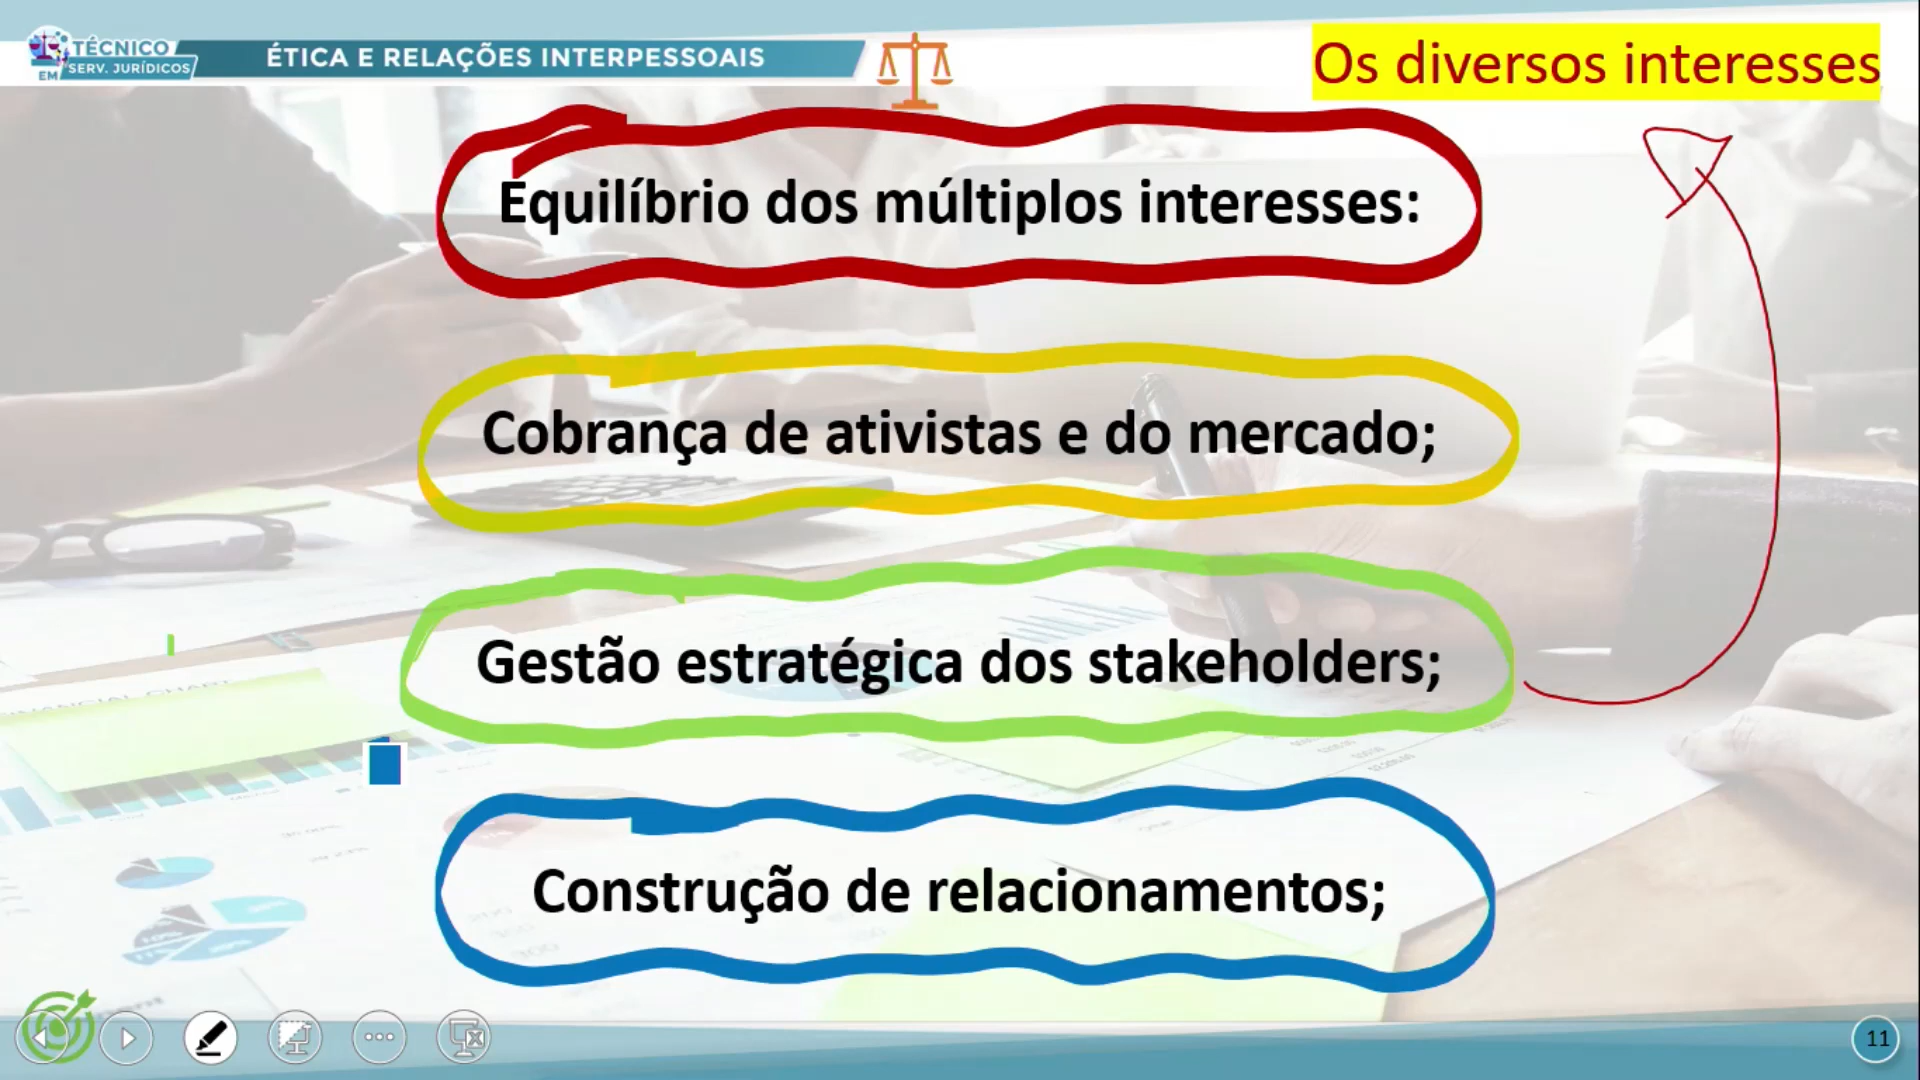 TÉCNICO
EM SERV. JURÍDICOS
ÉTICA E RELAÇÕES INTERPESSOAIS
Os diversos interesses
Equilíbrio dos múltiplos interesses:
Cobrança de ativistas e do mercado;
Gestão estratégica dos stakeholders;
Construção de relacionamentos;
11